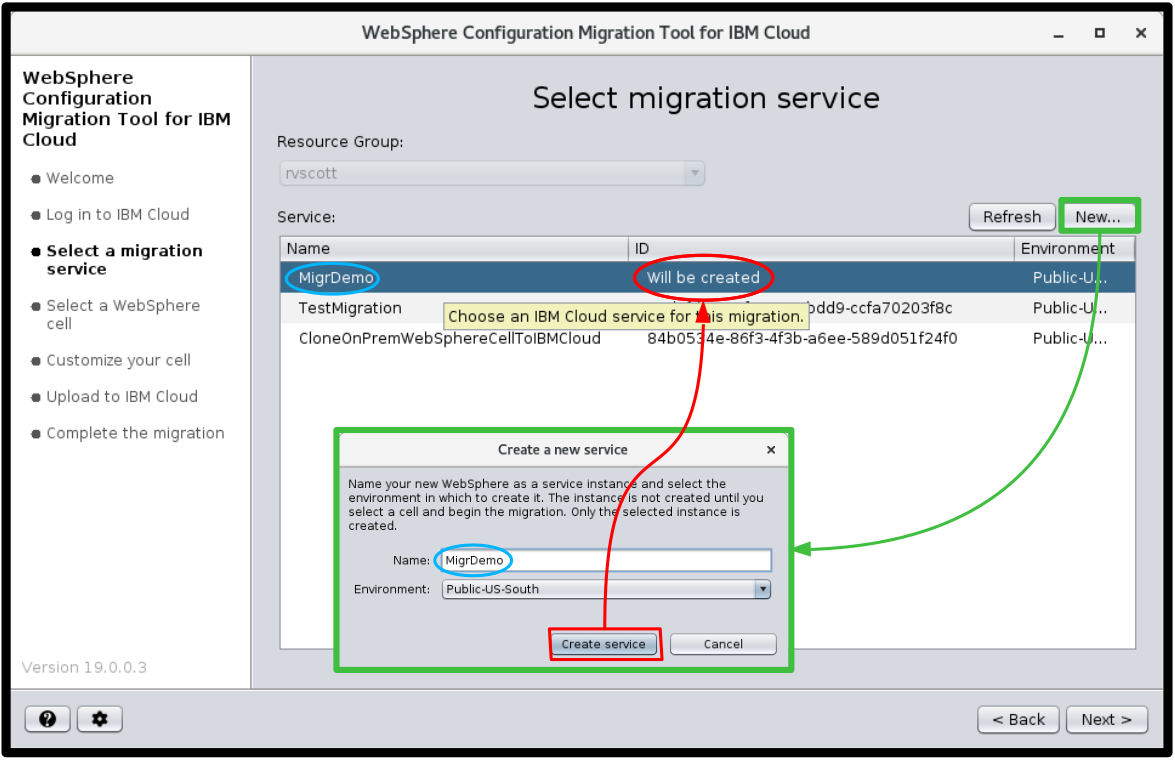 WebSphere Configuration Migration Tool for IBM Cloud
WebSphere
Configuration
Migration Tool for IBM
Cloud
Welcome
Log in to IBM Cloud
Select a migration
service
Select a WebSphere
cell
Customize your cell
Upload to IBM Cloud
Complete the migration
Version 19.0.0.3
Select migration service
Resource Group:
rvscott
Service:
Refresh
New...
Name ID Environment
MigrDemo Will be created Public-U...
TestMigration bdd9-ccfa70203f8c Public-U...
Choose an IBM Cloud service for this migration.
CloneOnPremWebSphereCellToIBMCloud 84b0534e-86f3-4f3b-a6ee-589d051f24f0 Public-U...
Create a new service
Name your new WebSphere as a service instance and select the
environment in which to create it. The instance is not created until you
select a cell and begin the migration. Only the selected instance is
created.
Name: MigrDemo
Environment: Public-US-South
Create service
Cancel
< Back
Next >